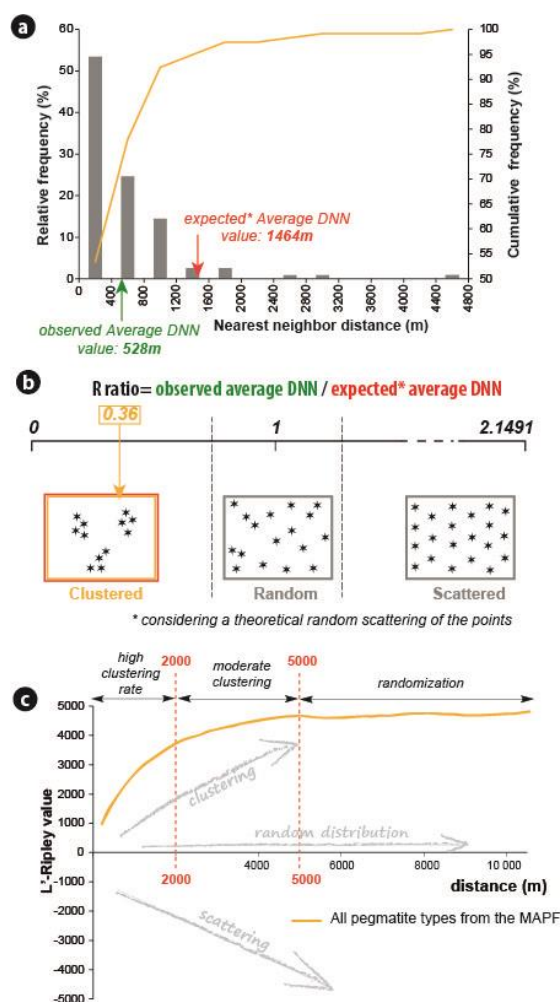 a
60
50
40
30
20
10
0
Relative frequency (%)
100
95
90
85
80
75
70
65
60
55
50
Cumulative frequency (%)
expected* Average DNN
value: 1464m
0
400
800
1200
1400
1600
2000
2400
2800
3200
3600
4000
4400
4800
observed Average DNN
value: 528m
Nearest neighbor distance (m)
b
R ratio= observed average DNN / expected* average DNN
0
0.36
1
2.1491
Clustered
Random
Scattered
* considering a theoretical random scattering of the points
high
clustering
rate
2000
moderate
clustering
5000
randomization
c
5000
4000
3000
2000
1000
0
-1000
-2000
-3000
-4000
-5000
L'-Ripley value
clustering
random distribution
scattering
2000
4000
5000
6000
8000
10 000
distance (m)
All pegmatite types from the MAPF